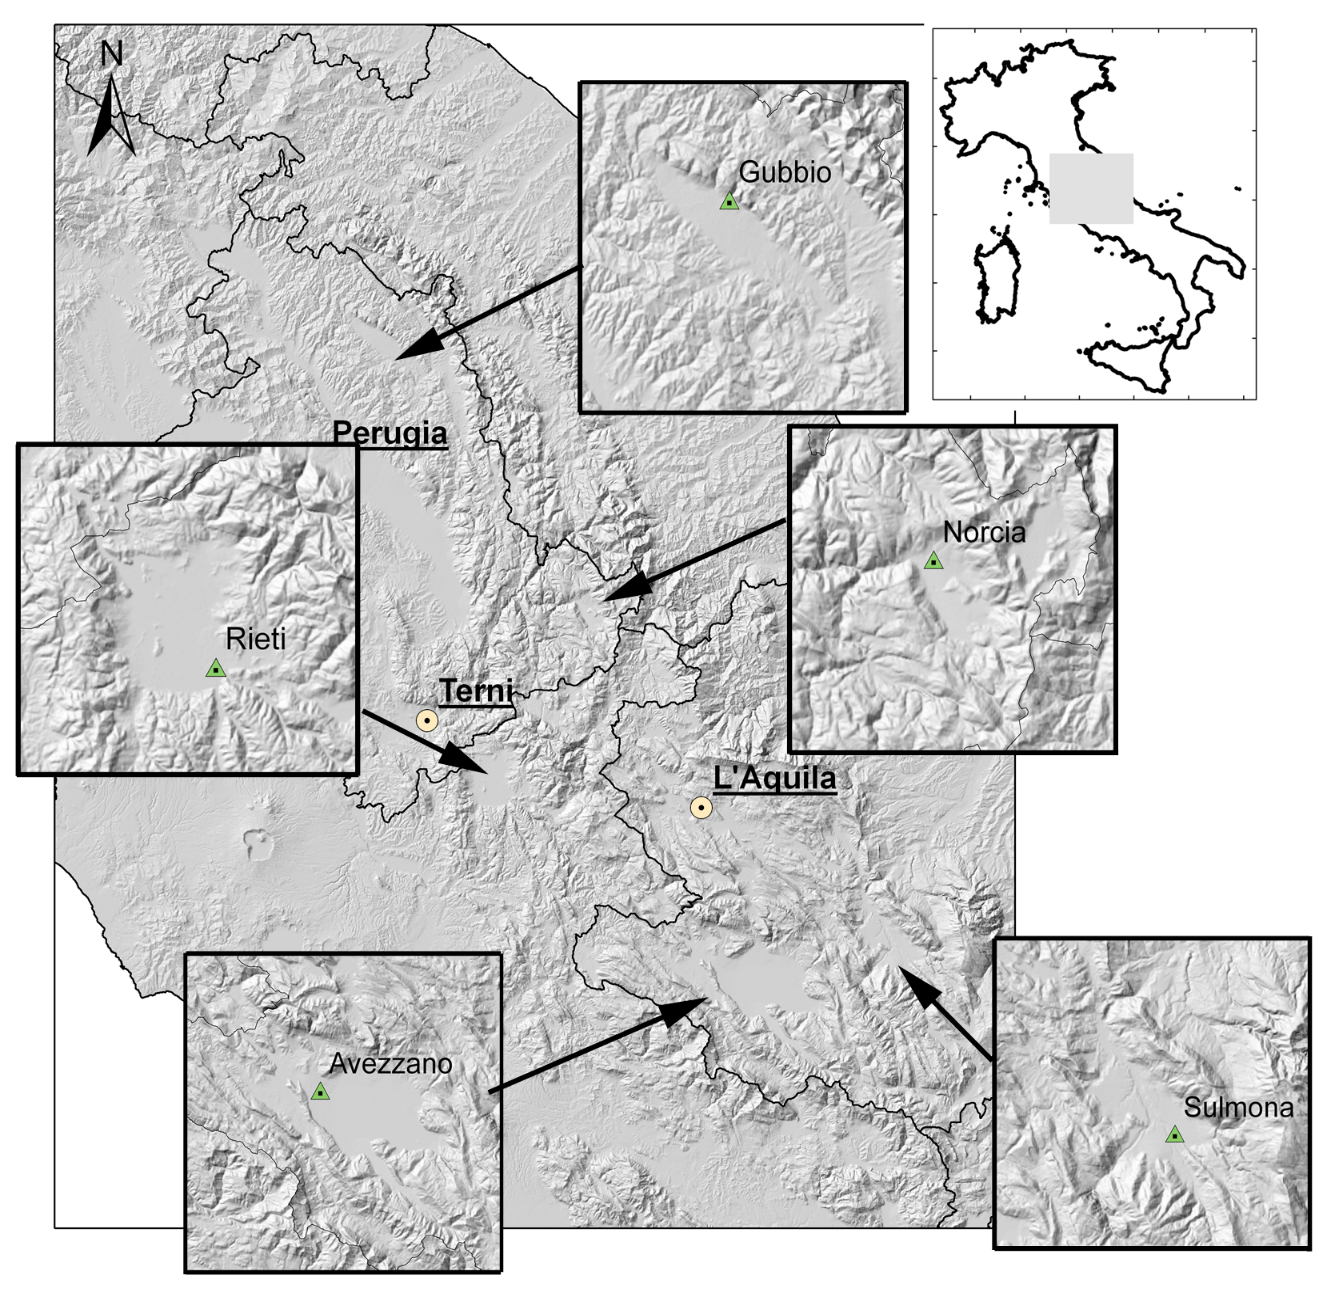 N
Gubbio
Perugia
Norcia
Rieti
Terni
L'Aquila
Avezzano
Sulmona